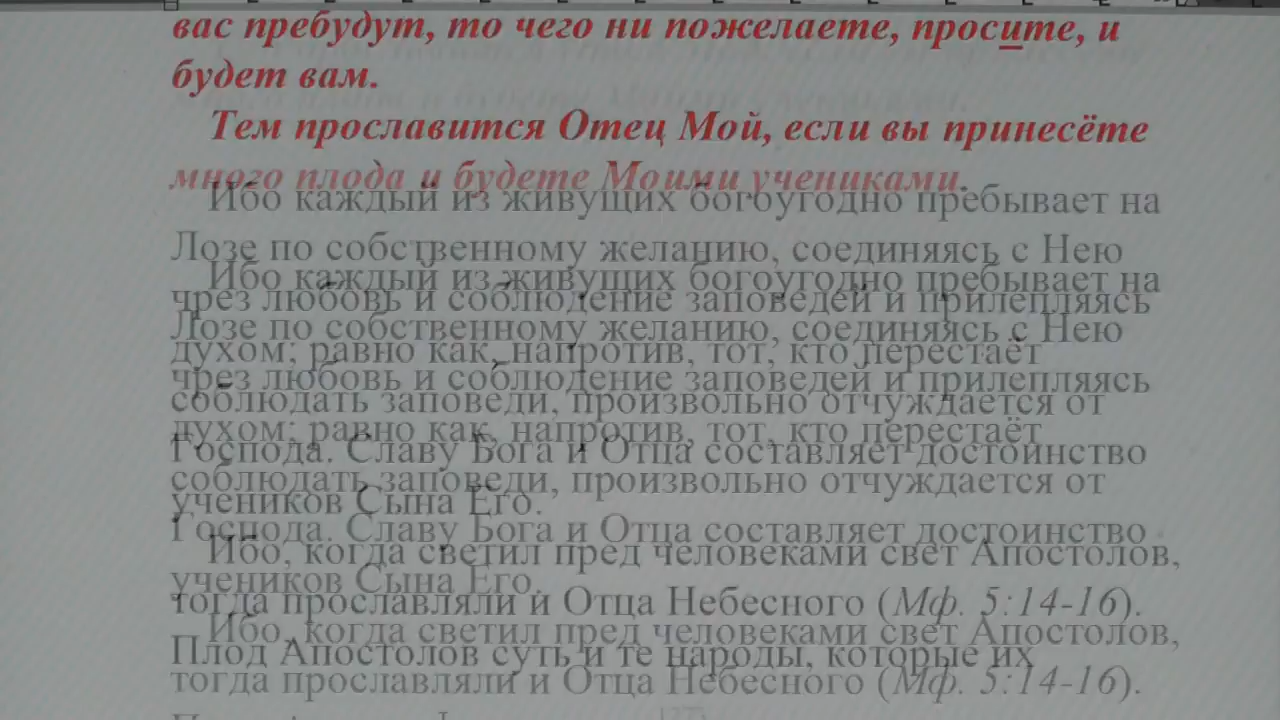 вас пребудут, то чего ни пожелаете, просите, и
будет вам.
Тем прославится Отец Мой, если вы принесёте
много плода и будете Моими учениками.
Ибо каждый из живущих богоугодно пребывает на
Лозе по собственному желанию, соединяясь с Нею
Ибо каждый из живущих богоугодно пребывает на
чрез любовь и соблюдение заповедей и прилепляясь
Лозе по собственному желанию, соединяясь с Нею
духом; равно как, напротив, тот, кто перестаёт
чрез любовь и соблюдение заповедей и прилепляясь
соблюдать заповеди, произвольно отчуждается от
духом; равно как, напротив, тот, кто перестаёт
Господа. Славу Бога и Отца составляет достоинство
соблюдать заповеди, произвольно отчуждается от
учеников Сына Его.
Господа. Славу Бога и Отца составляет достоинство
Ибо, когда светил пред человеками свет Апостолов,
учеников Сына Его.
тогда прославляли и Отца Небесного (Мф. 5:14-16).
Ибо, когда светил пред человеками свет Апостолов,
Плод Апостолов суть и те народы, которые их
тогда прославляли и Отца Небесного (Мф. 5:14-16).